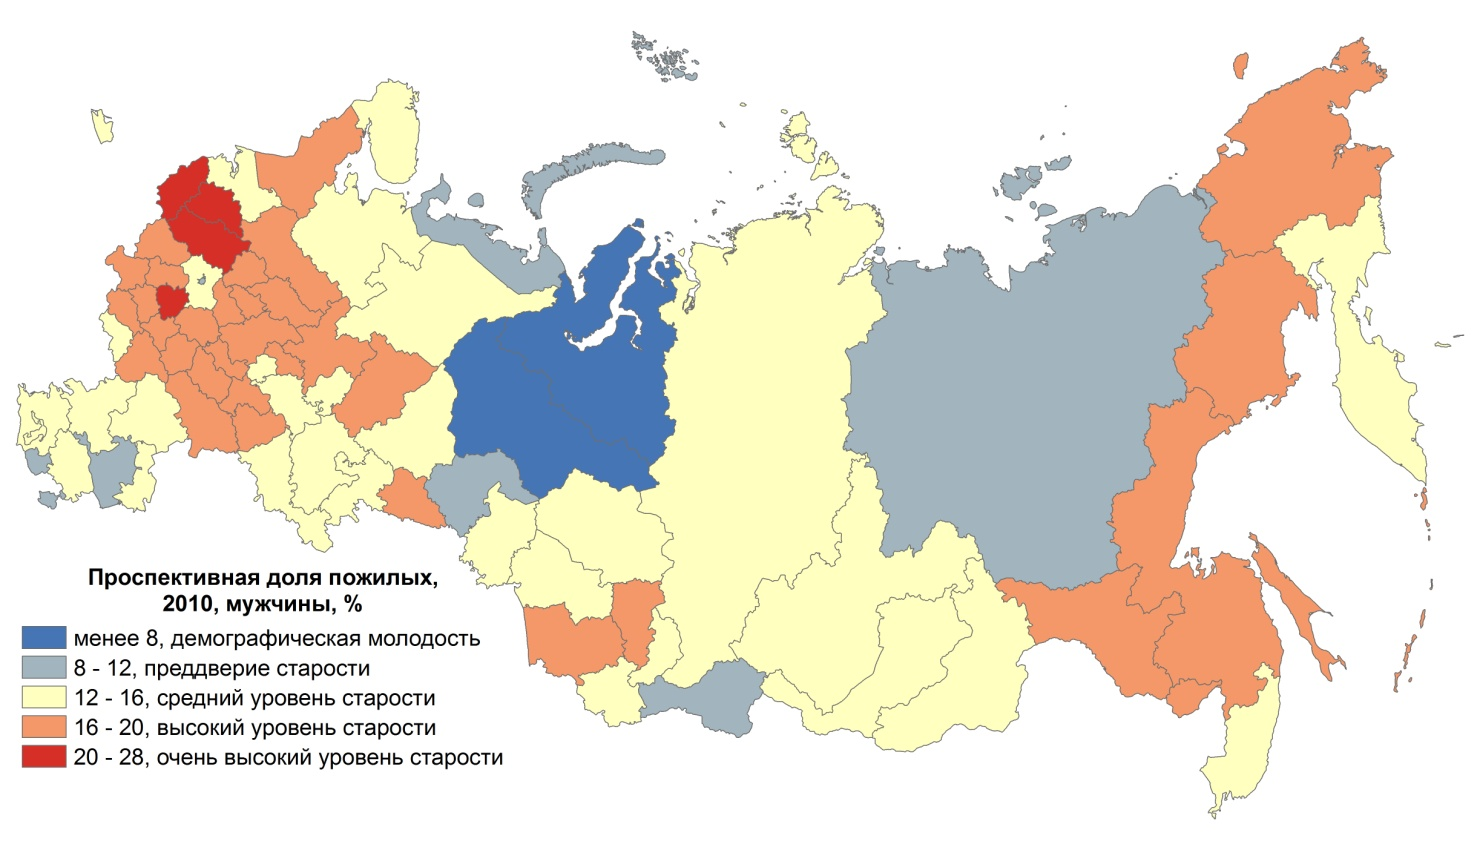 Проспективная доля пожилых,
2010, мужчины, %
менее 8, демографическая молодость
8 - 12, преддверие старости
12 - 16, средний уровень старости
16 - 20, высокий уровень старости
20 - 28, очень высокий уровень старости